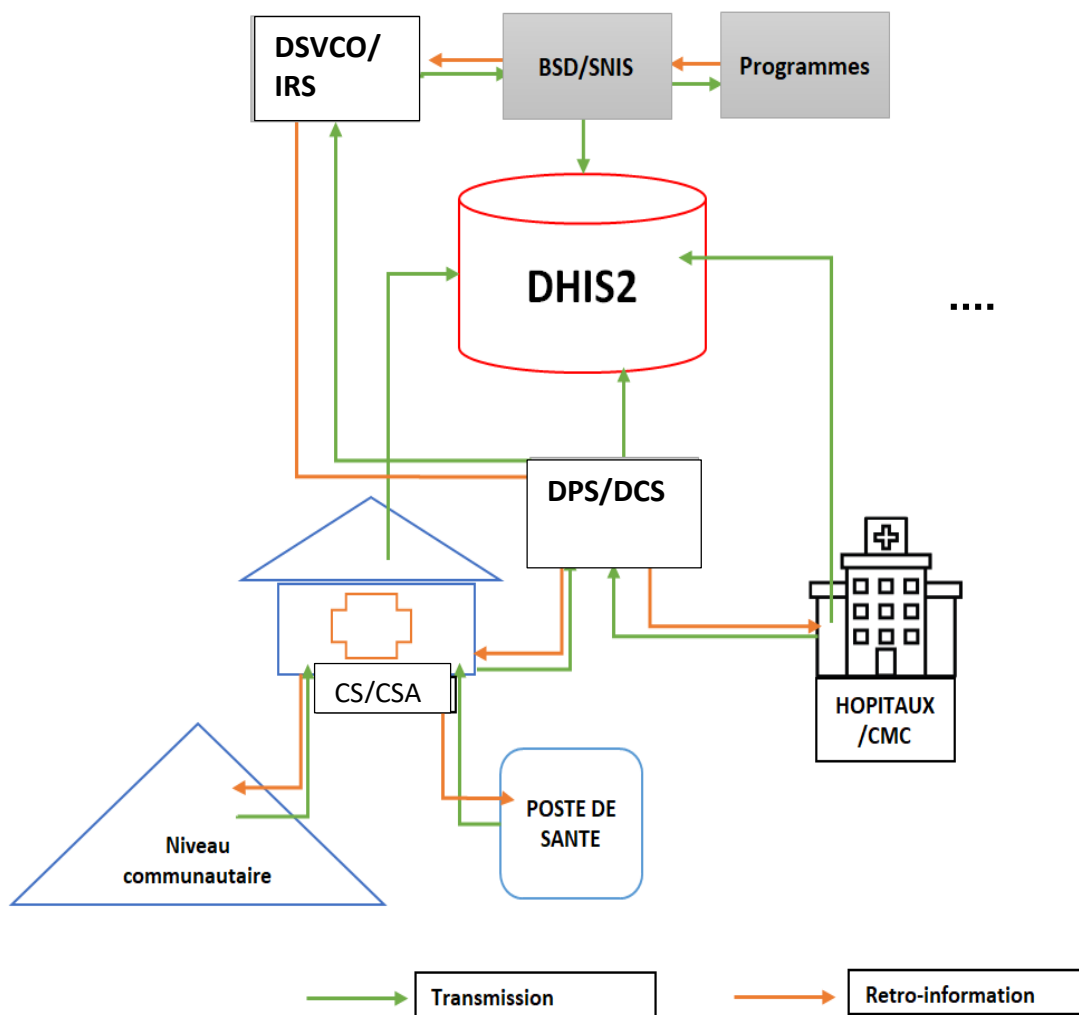 DSVCO/
IRS
BSD/SNIS
Programmes
DHIS2
....
DPS/DCS
CS/CSA
HOPITAUX
/CMC
POSTE DE
SANTE
Niveau
communautaire
Transmission
Retro-information